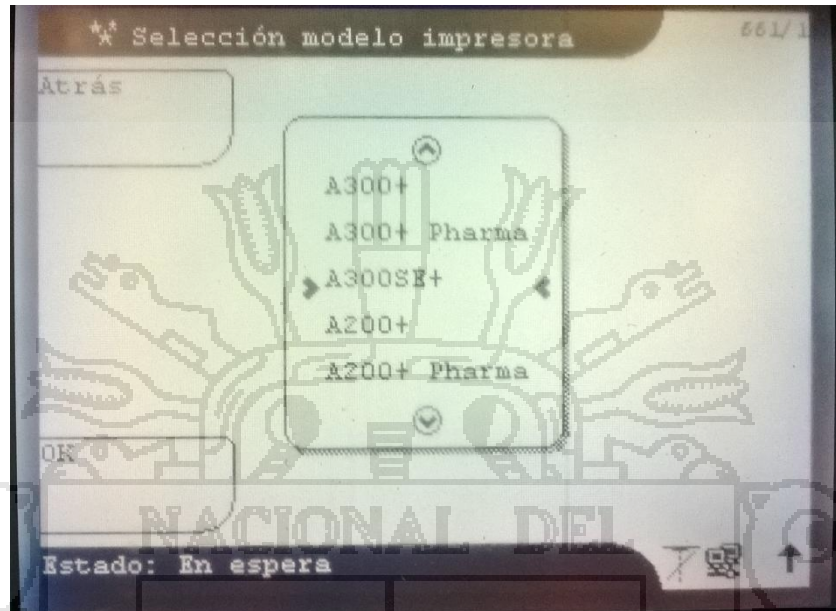 Selección modelo impresora
661/1
Atrás
A300+
A300+ Pharma
A300SE+
A200+
A200+ Pharma
OK
NACIONAL DEL
Estado: En espera